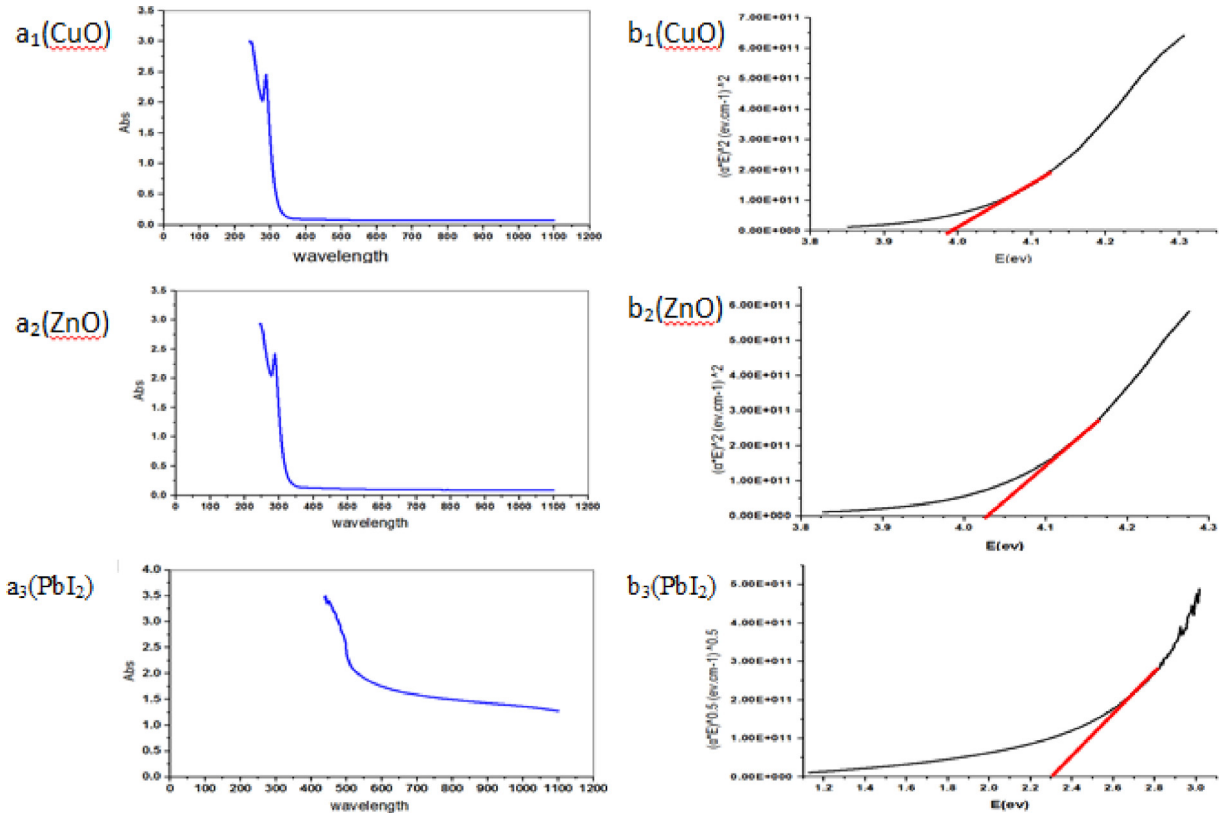 a₁(CuO)
3.5
3.0
2.5
2.0
1.5
1.0
0.5
0.0
Abs
0 100 200 300 400 500 600 700 800 900 1000 1100 1200
wavelength
b₁(CuO)
7.00E+011
6.00E+011
5.00E+011
4.00E+011
3.00E+011
2.00E+011
1.00E+011
0.00E+000
(α*E)^2 (ev.cm-1) ^2
3.8 3.9 4.0 4.1 4.2 4.3
E(ev)
a₂(ZnO)
3.5
3.0
2.5
2.0
1.5
1.0
0.5
0.0
Abs
0 100 200 300 400 500 600 700 800 900 1000 1100 1200
wavelength
b₂(ZnO)
6.00E+011
5.00E+011
4.00E+011
3.00E+011
2.00E+011
1.00E+011
0.00E+000
(α*E)^2 (ev.cm-1) ^2
3.8 3.9 4.0 4.1 4.2 4.3
E(ev)
a₃(PbI₂)
4.0
3.5
3.0
2.5
2.0
1.5
1.0
0.5
0.0
Abs
0 100 200 300 400 500 600 700 800 900 1000 1100 1200
wavelength
b₃(PbI₂)
5.00E+011
4.00E+011
3.00E+011
2.00E+011
1.00E+011
0.00E+000
(α*E)^0.5 (ev.cm-1) ^0.5
1.2 1.4 1.6 1.8 2.0 2.2 2.4 2.6 2.8 3.0
E(ev)